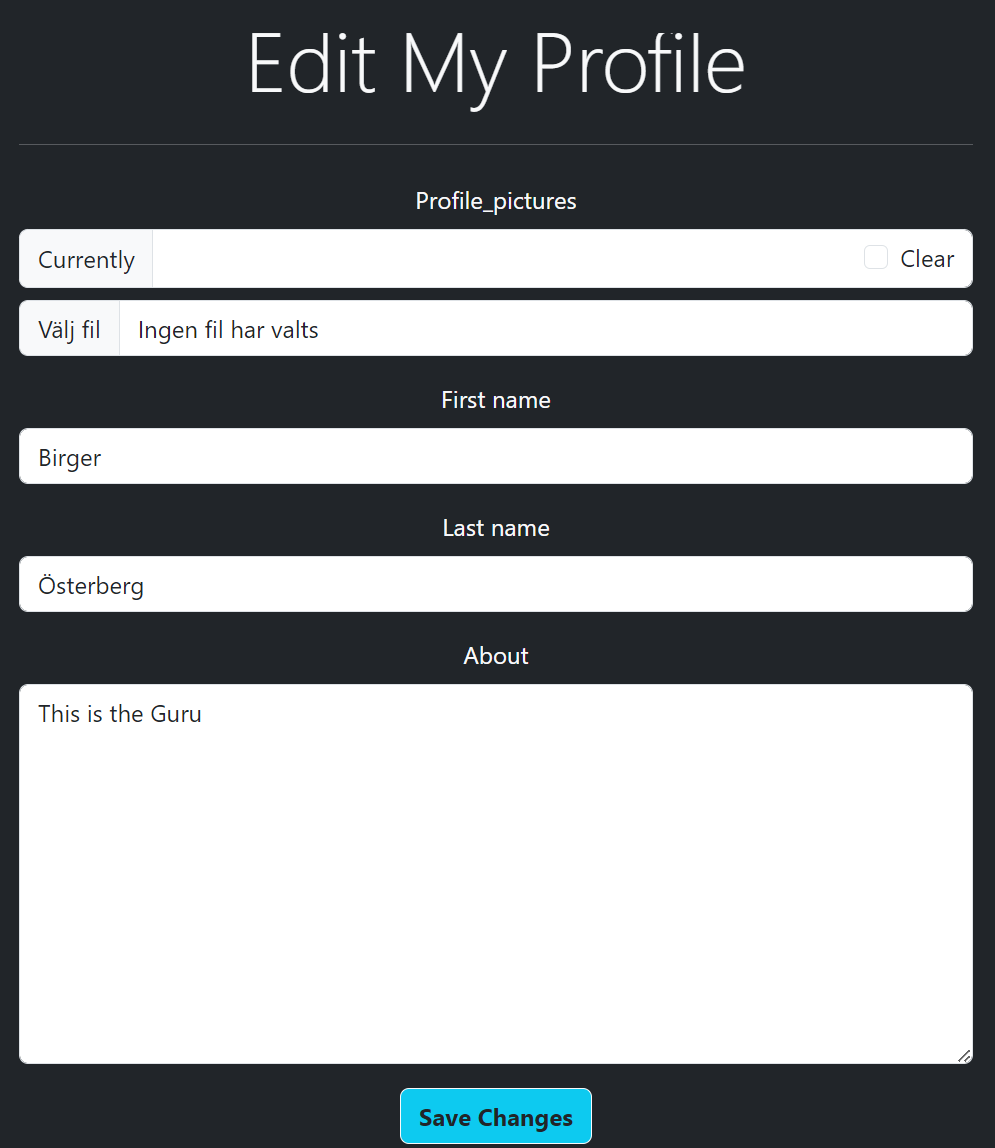 Edit My Profile
Profile_pictures
Currently Clear
Välj fil Ingen fil har valts
First name
Birger
Last name
Österberg
About
This is the Guru
Save Changes